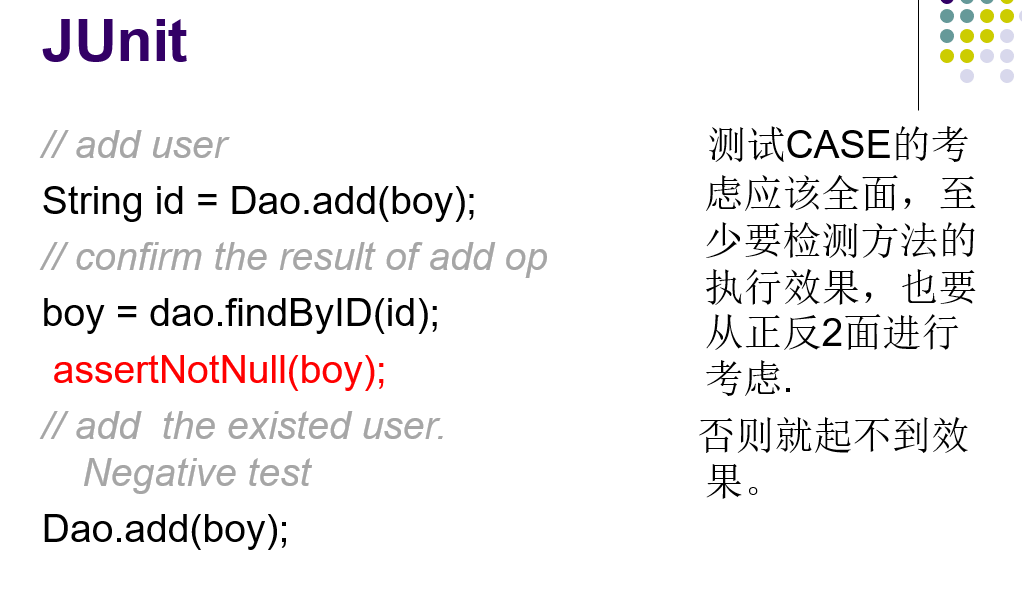 JUnit
// add user
String id = Dao.add(boy);
// confirm the result of add op
boy = dao.findByID(id);
assertNotNull(boy);
// add  the existed user.
Negative test
Dao.add(boy);
测试CASE的考
虑应该全面，至
少要检测方法的
执行效果，也要
从正反2面进行
考虑.
否则就起不到效
果。